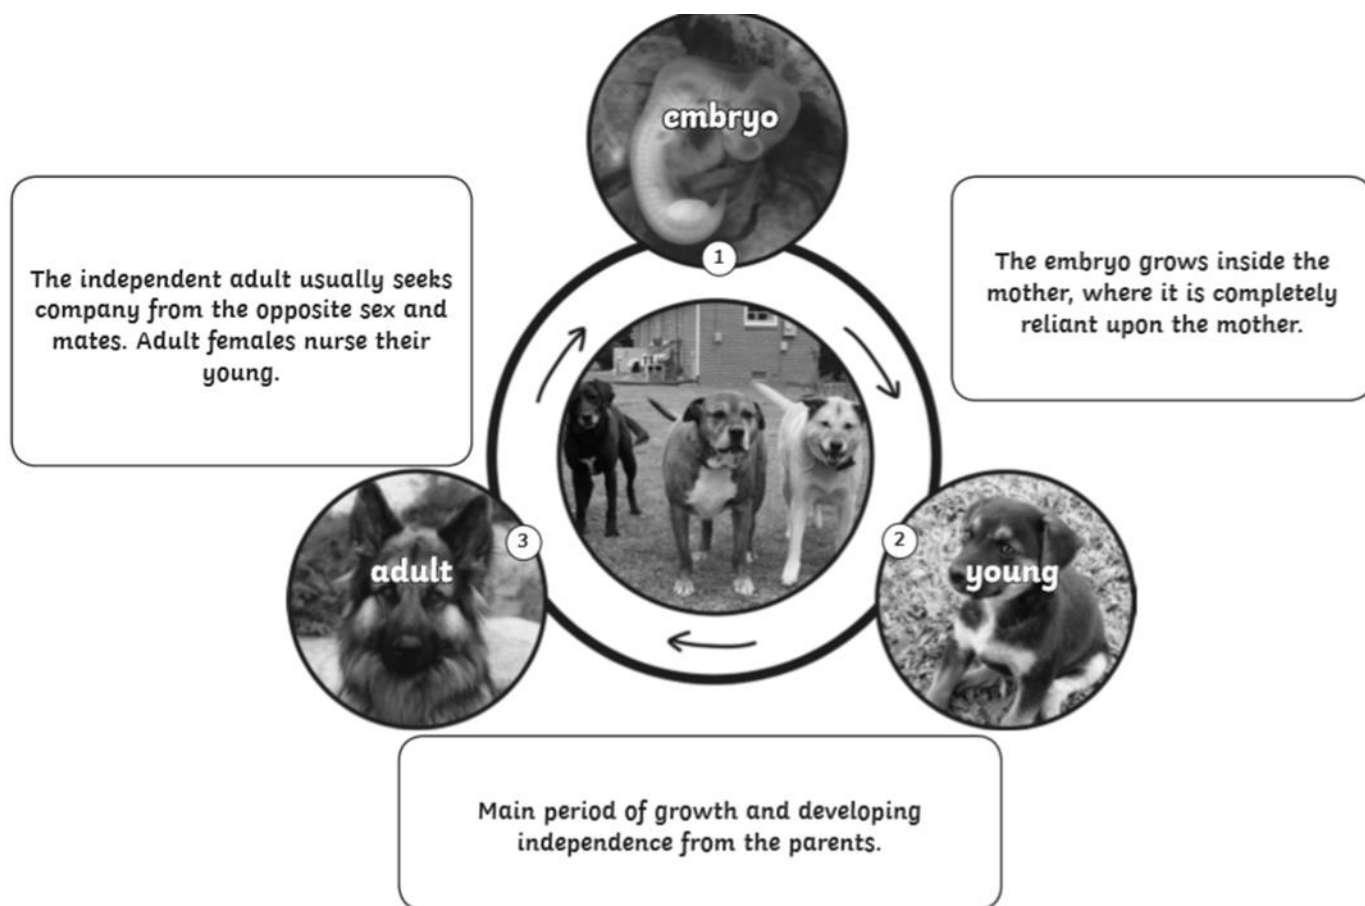 embryo
1
The independent adult usually seeks
company from the opposite sex and
mates. Adult females nurse their
young.
The embryo grows inside the
mother, where it is completely
reliant upon the mother.
3
adult
2
young
Main period of growth and developing
independence from the parents.